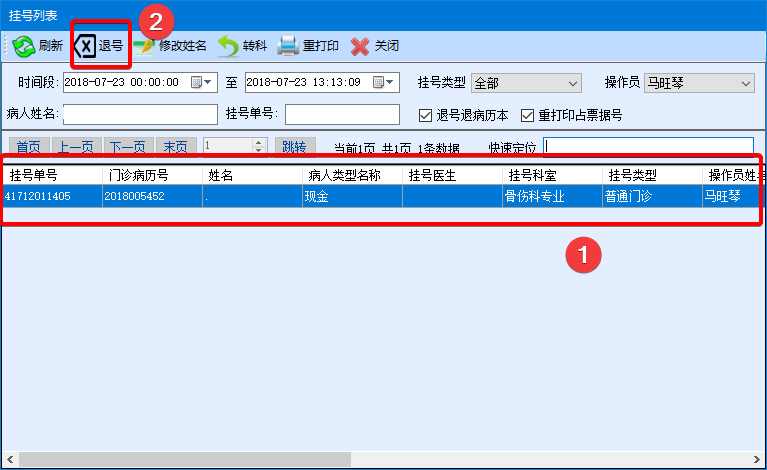 挂号列表
刷新 退号 修改姓名 转科 重打印 关闭
2
时间段: 2018-07-23 00:00:00 至 2018-07-23 13:13:09 挂号类型 全部 操作员 马旺琴
病人姓名: 挂号单号: 退号退病历本 重打印占票据号
首页 上一页 下一页 末页 1 跳转 当前1页 共1页 1条数据 快速定位
挂号单号 门诊病历号 姓名 病人类型名称 挂号医生 挂号科室 挂号类型 操作员姓名
41712011405 2018005452 . 现金 骨伤科专业 普通门诊 马旺琴
1